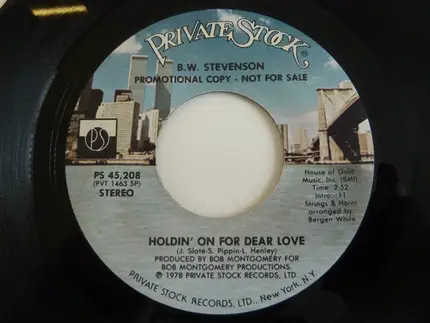 PRIVATE STOCK®
B.W. STEVENSON
PROMOTIONAL COPY - NOT FOR SALE
PS
PS 45,208
(PVT 1463 SP)
STEREO
House of Gold
Music, Inc. (BMI)
Time: 2:52
Intro: :11
Strings & Horns
arranged by:
Bergen White
HOLDIN' ON FOR DEAR LOVE
(J. Slate-S. Pippin-L. Henley)
PRODUCED BY BOB MONTGOMERY FOR
BOB MONTGOMERY PRODUCTIONS.
℗ 1978 PRIVATE STOCK RECORDS, LTD.
PRIVATE STOCK RECORDS, LTD., New York, N.Y.